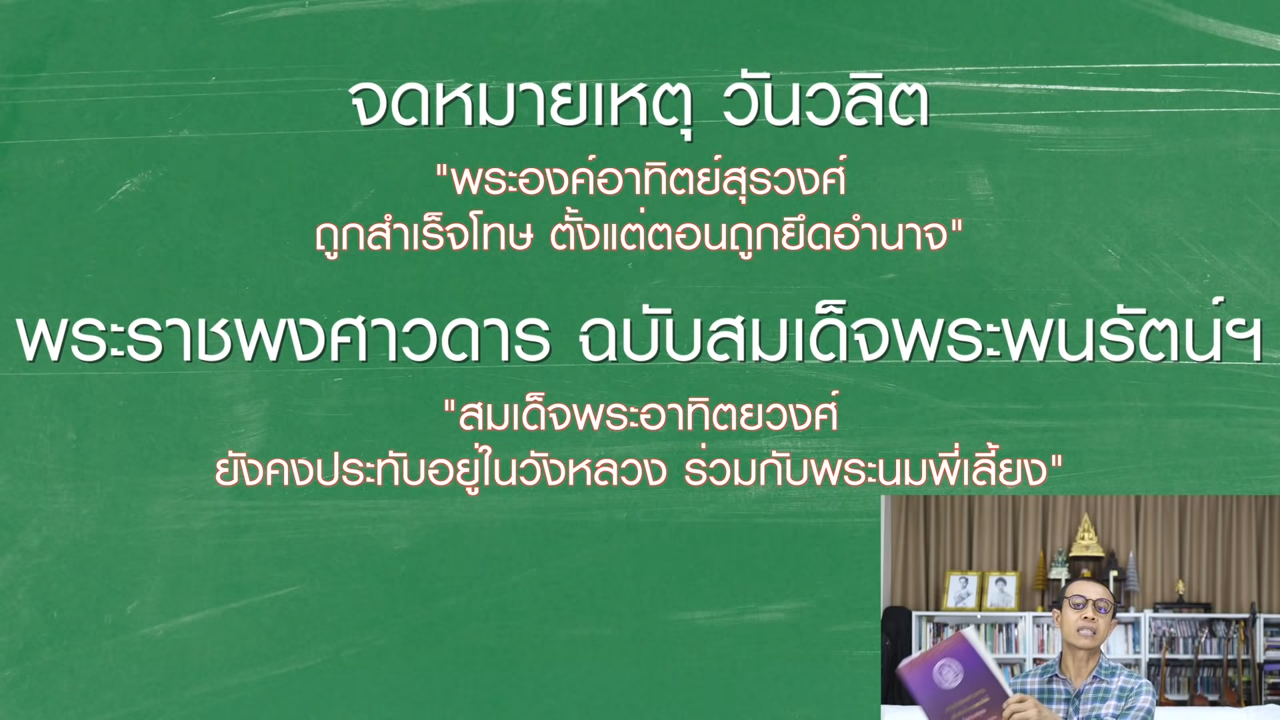 จดหมายเหตุ วันวลิต
"พระองค์อาทิตย์สุรวงศ์
ถูกสำเร็จโทษ ตั้งแต่ตอนถูกยึดอำนาจ"
พระราชพงศาวดาร ฉบับสมเด็จพระพนรัตน์ฯ
"สมเด็จพระอาทิตยวงศ์
ยังคงประทับอยู่ในวังหลวง ร่วมกับพระนมพี่เลี้ยง"